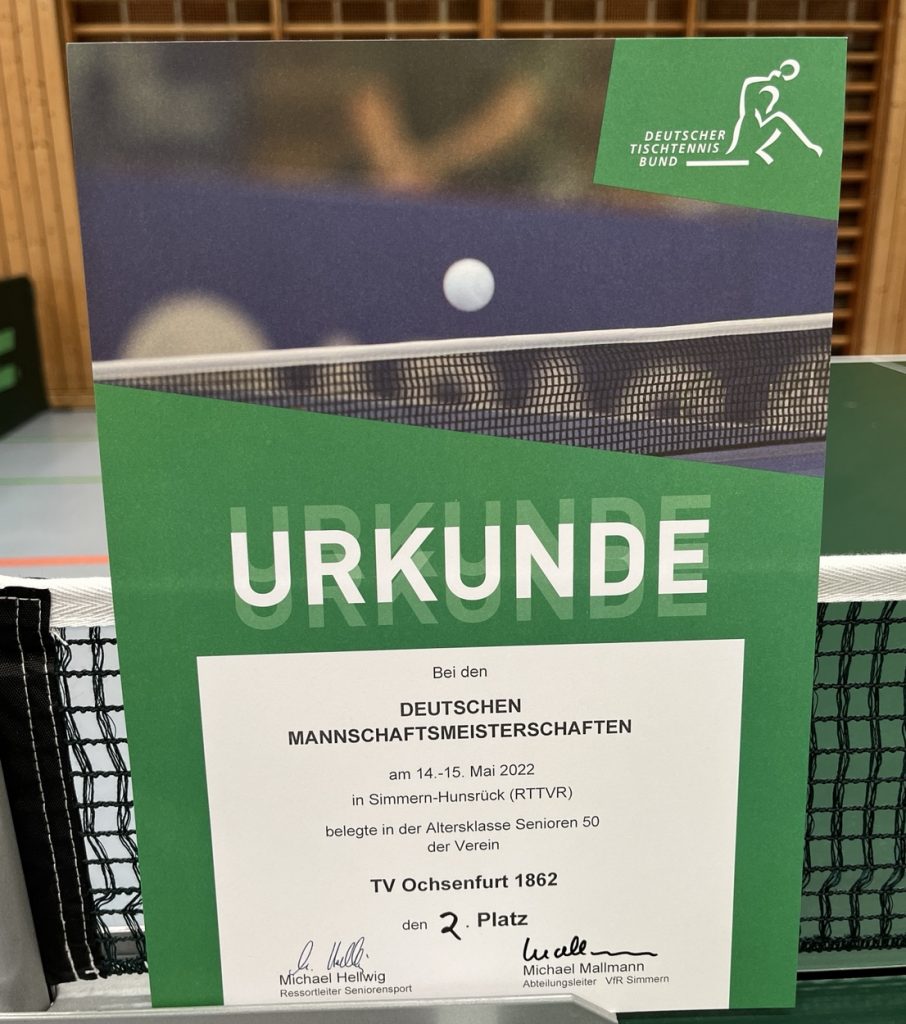 DEUTSCHER
TISCHTENNIS
BUND
URKUNDE
Bei den
DEUTSCHEN
MANNSCHAFTSMEISTERSCHAFTEN
am 14.-15. Mai 2022
in Simmern-Hunsrück (RTTVR)
belegte in der Altersklasse Senioren 50
der Verein
TV Ochsenfurt 1862
den 2. Platz
Michael Hellwig
Ressortleiter Seniorensport
Michael Mallmann
Abteilungsleiter VfR Simmern